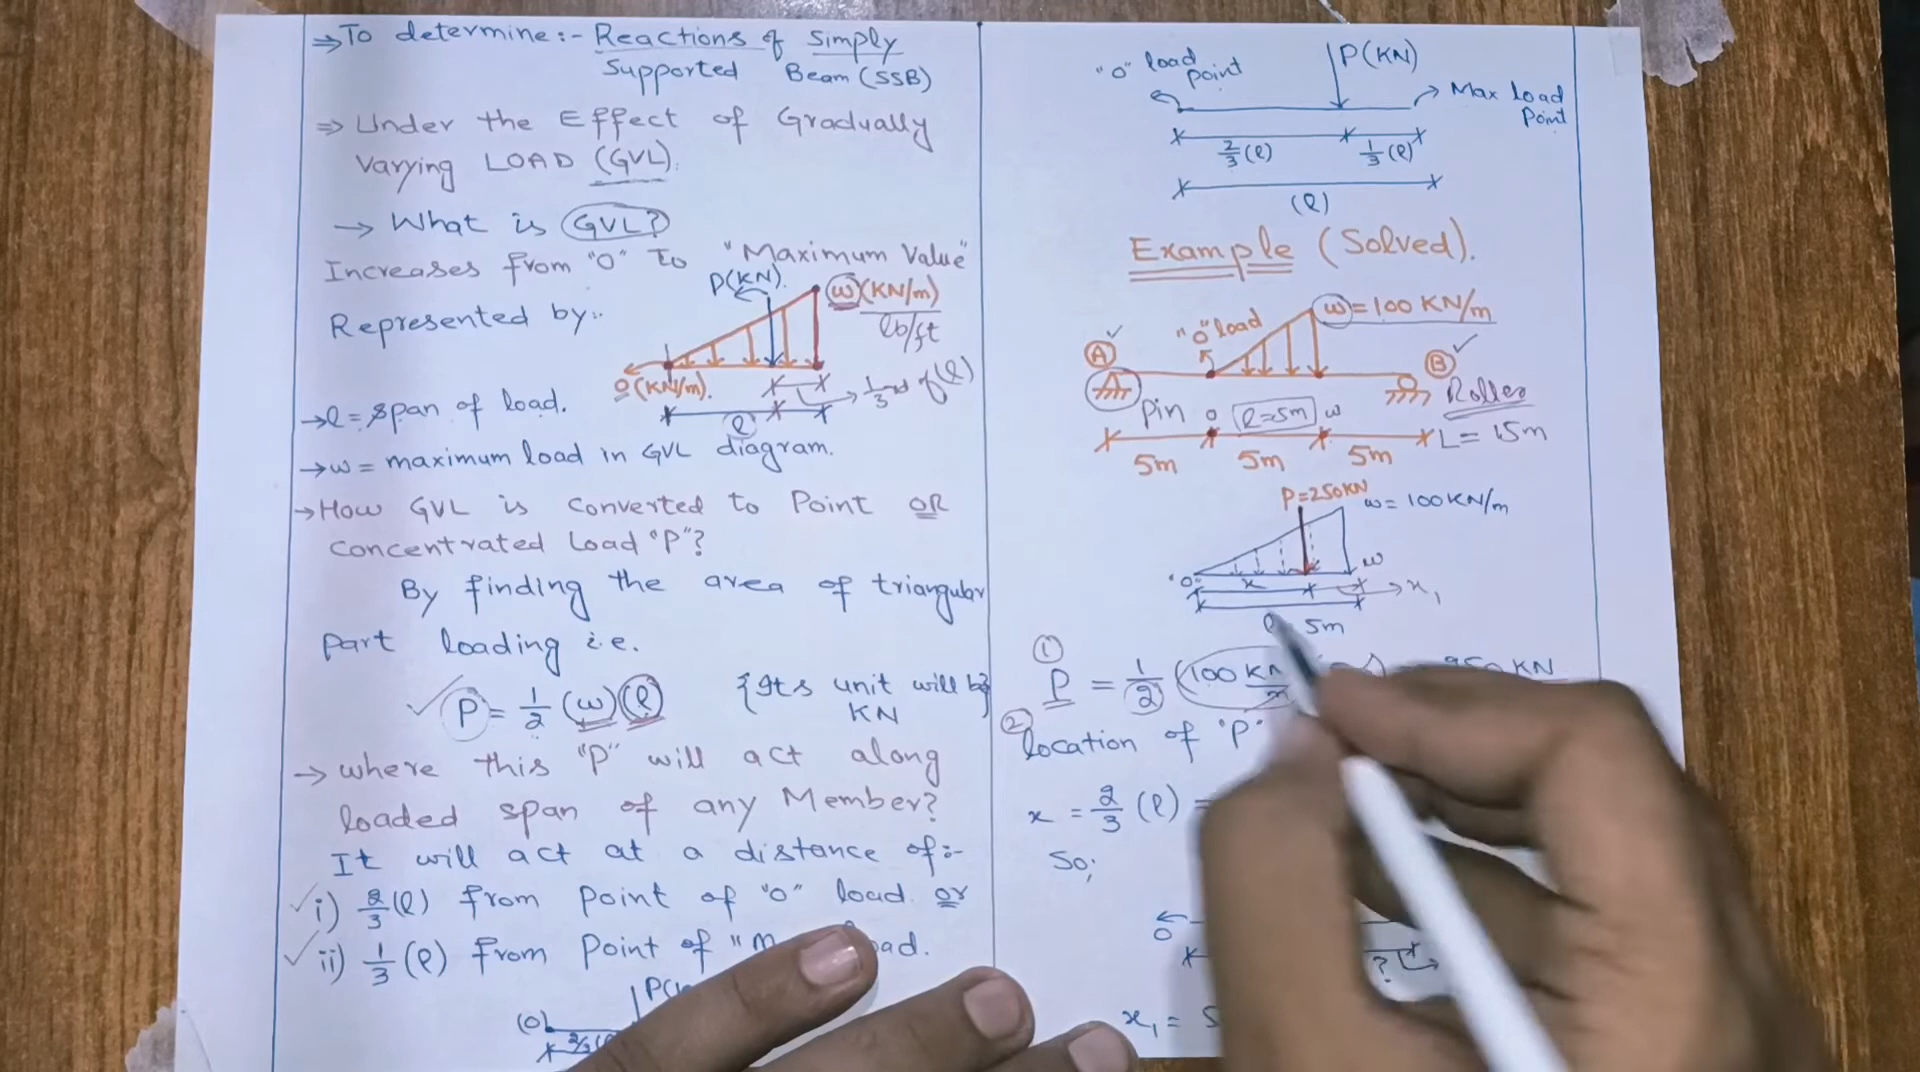 ⇒To determine:- Reactions of Simply
Supported Beam (SSB)
⇒ Under the Effect of Gradually
Varying LOAD (GVL).
→ What is GVL?
Increases from "0" to "Maximum Value"
Represented by:-
P(KN).
w (KN/m)
lb/ft
0 (KN/m).
l
1/3rd of (l)
→l = span of load.
→w = maximum load in GVL diagram.
→How GVL is converted to Point OR
concentrated Load "P"?
By finding the area of triangular
part loading i.e.
P = 1/2 (w)(l) {Its unit will be}
KN
→ where this "P" will act along
loaded span of any Member?
It will act at a distance of:-
i) 2/3(l) from point of "0" load or
ii) 1/3(l) from Point of "M
(0)
"0" load point
P(KN)
Max load Point
2/3(l) 1/3(l)
(l)
Example (Solved).
A "0" load w = 100 KN/m B
Pin 0 l=5m w Roller
5m 5m 5m L = 15m
P=250KN w = 100KN/m
"0" x w x₁
5m
① P = 1/2 (100 KN
② location of "P"
x = 2/3 (l) =
So;
0
?
x₁ =